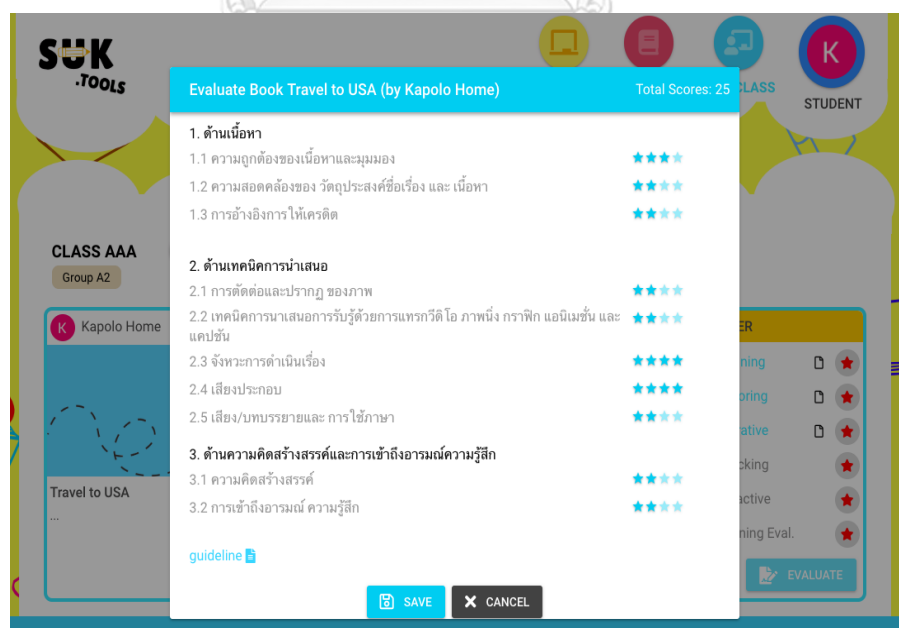 SUK
.TOOLS
K
CLASS
STUDENT
Evaluate Book Travel to USA (by Kapolo Home)
Total Scores: 25
1. ด้านเนื้อหา
1.1 ความถูกต้องของเนื้อหาและมุมมอง
1.2 ความสอดคล้องของ วัตถุประสงค์ชื่อเรื่อง และ เนื้อหา
1.3 การอ้างอิงการให้เครดิต
CLASS AAA
Group A2
2. ด้านเทคนิคการนำเสนอ
2.1 การตัดต่อและปรากฏ ของภาพ
2.2 เทคนิคการนาเสนอการรับรู้ด้วยการแทรกวีดิโอ ภาพนิ่ง กราฟิก แอนิเมชั่น และ
แคปชัน
2.3 จังหวะการดำเนินเรื่อง
2.4 เสียงประกอบ
2.5 เสียง/บทบรรยายและ การใช้ภาษา
3. ด้านความคิดสร้างสรรค์และการเข้าถึงอารมณ์ความรู้สึก
3.1 ความคิดสร้างสรรค์
3.2 การเข้าถึงอารมณ์ ความรู้สึก
guideline
SAVE
CANCEL
K Kapolo Home
Travel to USA
...
Eval.
EVALUATE